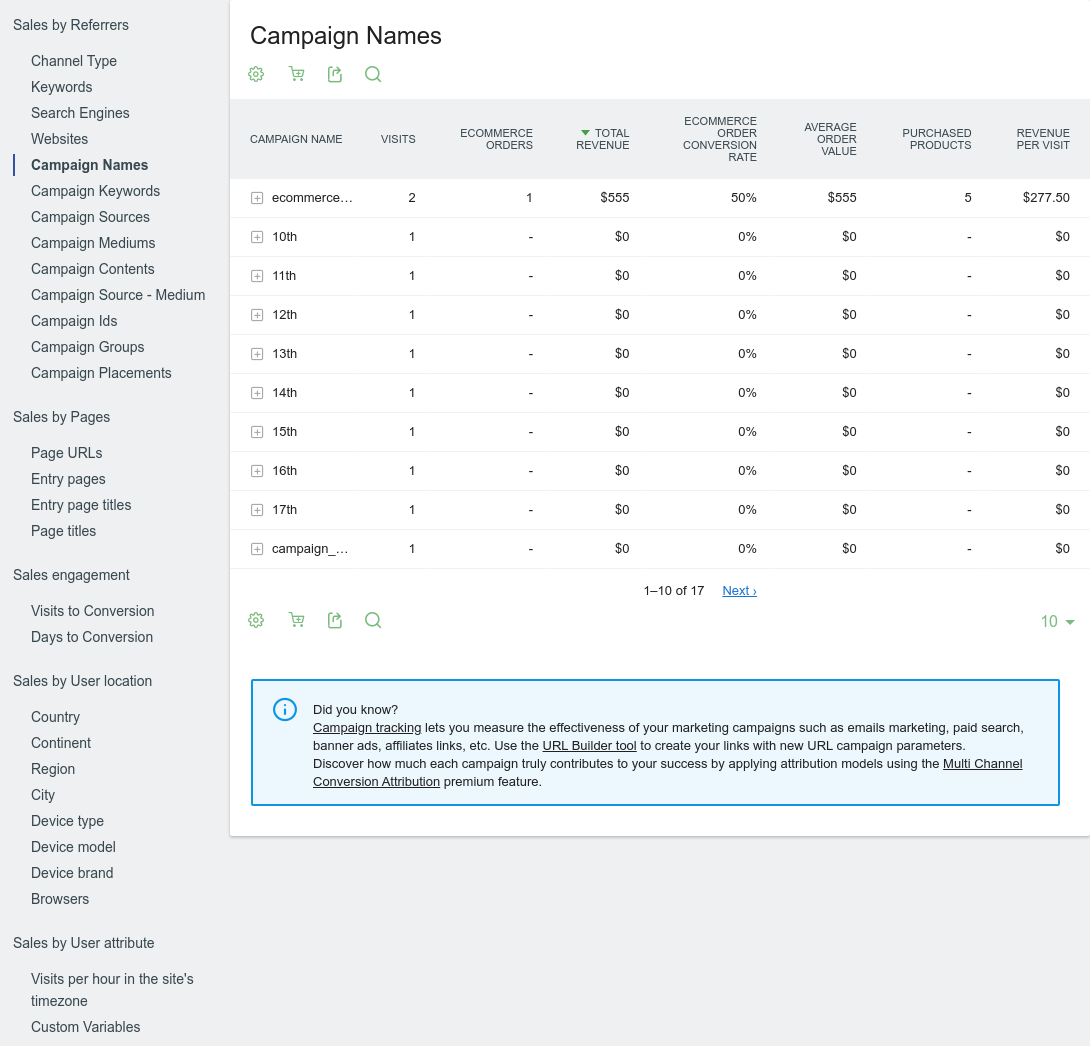 Sales by Referrers
Channel Type
Keywords
Search Engines
Websites
Campaign Names
Campaign Keywords
Campaign Sources
Campaign Mediums
Campaign Contents
Campaign Source - Medium
Campaign Ids
Campaign Groups
Campaign Placements
Sales by Pages
Page URLs
Entry pages
Entry page titles
Page titles
Sales engagement
Visits to Conversion
Days to Conversion
Sales by User location
Country
Continent
Region
City
Device type
Device model
Device brand
Browsers
Sales by User attribute
Visits per hour in the site's
timezone
Custom Variables
Campaign Names
CAMPAIGN NAME VISITS ECOMMERCE ORDERS TOTAL REVENUE ECOMMERCE ORDER CONVERSION RATE AVERAGE ORDER VALUE PURCHASED PRODUCTS REVENUE PER VISIT
ecommerce… 2 1 $555 50% $555 5 $277.50
10th 1 - $0 0% $0 - $0
11th 1 - $0 0% $0 - $0
12th 1 - $0 0% $0 - $0
13th 1 - $0 0% $0 - $0
14th 1 - $0 0% $0 - $0
15th 1 - $0 0% $0 - $0
16th 1 - $0 0% $0 - $0
17th 1 - $0 0% $0 - $0
campaign_… 1 - $0 0% $0 - $0
1–10 of 17 Next ›
10
Did you know?
Campaign tracking lets you measure the effectiveness of your marketing campaigns such as emails marketing, paid search,
banner ads, affiliates links, etc. Use the URL Builder tool to create your links with new URL campaign parameters.
Discover how much each campaign truly contributes to your success by applying attribution models using the Multi Channel
Conversion Attribution premium feature.